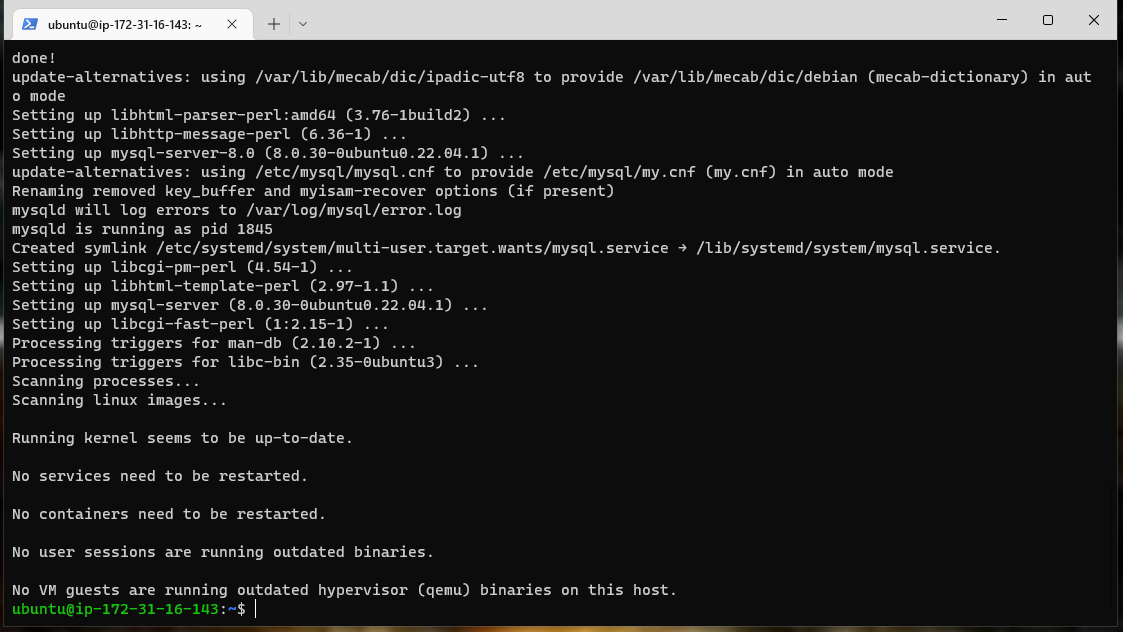 ubuntu@ip-172-31-16-143: ~
done!
update-alternatives: using /var/lib/mecab/dic/ipadic-utf8 to provide /var/lib/mecab/dic/debian (mecab-dictionary) in aut
o mode
Setting up libhtml-parser-perl:amd64 (3.76-1build2) ...
Setting up libhttp-message-perl (6.36-1) ...
Setting up mysql-server-8.0 (8.0.30-0ubuntu0.22.04.1) ...
update-alternatives: using /etc/mysql/mysql.cnf to provide /etc/mysql/my.cnf (my.cnf) in auto mode
Renaming removed key_buffer and myisam-recover options (if present)
mysqld will log errors to /var/log/mysql/error.log
mysqld is running as pid 1845
Created symlink /etc/systemd/system/multi-user.target.wants/mysql.service → /lib/systemd/system/mysql.service.
Setting up libcgi-pm-perl (4.54-1) ...
Setting up libhtml-template-perl (2.97-1.1) ...
Setting up mysql-server (8.0.30-0ubuntu0.22.04.1) ...
Setting up libcgi-fast-perl (1:2.15-1) ...
Processing triggers for man-db (2.10.2-1) ...
Processing triggers for libc-bin (2.35-0ubuntu3) ...
Scanning processes...
Scanning linux images...
Running kernel seems to be up-to-date.
No services need to be restarted.
No containers need to be restarted.
No user sessions are running outdated binaries.
No VM guests are running outdated hypervisor (qemu) binaries on this host.
ubuntu@ip-172-31-16-143:~$